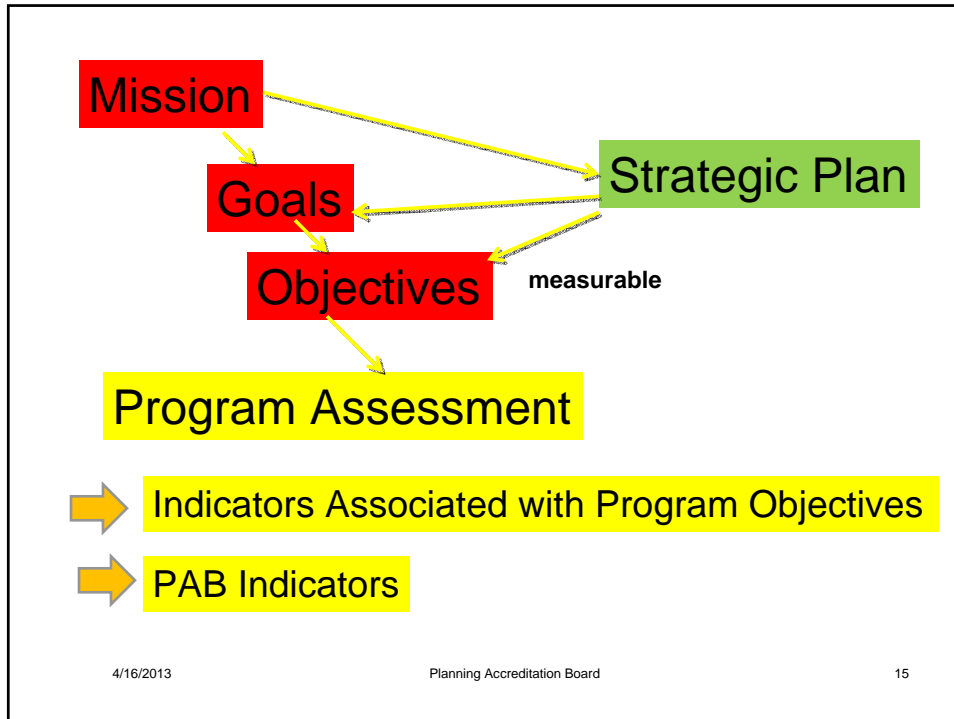 Mission
Strategic Plan
Goals
Objectives
measurable
Program Assessment
Indicators Associated with Program Objectives
PAB Indicators
4/16/2013
Planning Accreditation Board
15